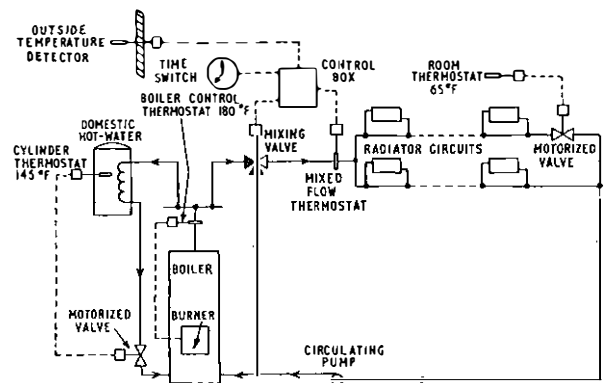 OUTSIDE
TEMPERATURE
DETECTOR
TIME
SWITCH
CONTROL
BOX
ROOM
THERMOSTAT
65°F
BOILER CONTROL
THERMOSTAT 180°F
DOMESTIC
HOT-WATER
MIXING
VALVE
CYLINDER
THERMOSTAT
145°F
RADIATOR CIRCUITS
MOTORIZED
VALVE
MIXED FLOW
THERMOSTAT
BOILER
MOTORIZED
VALVE
BURNER
CIRCULATING
PUMP